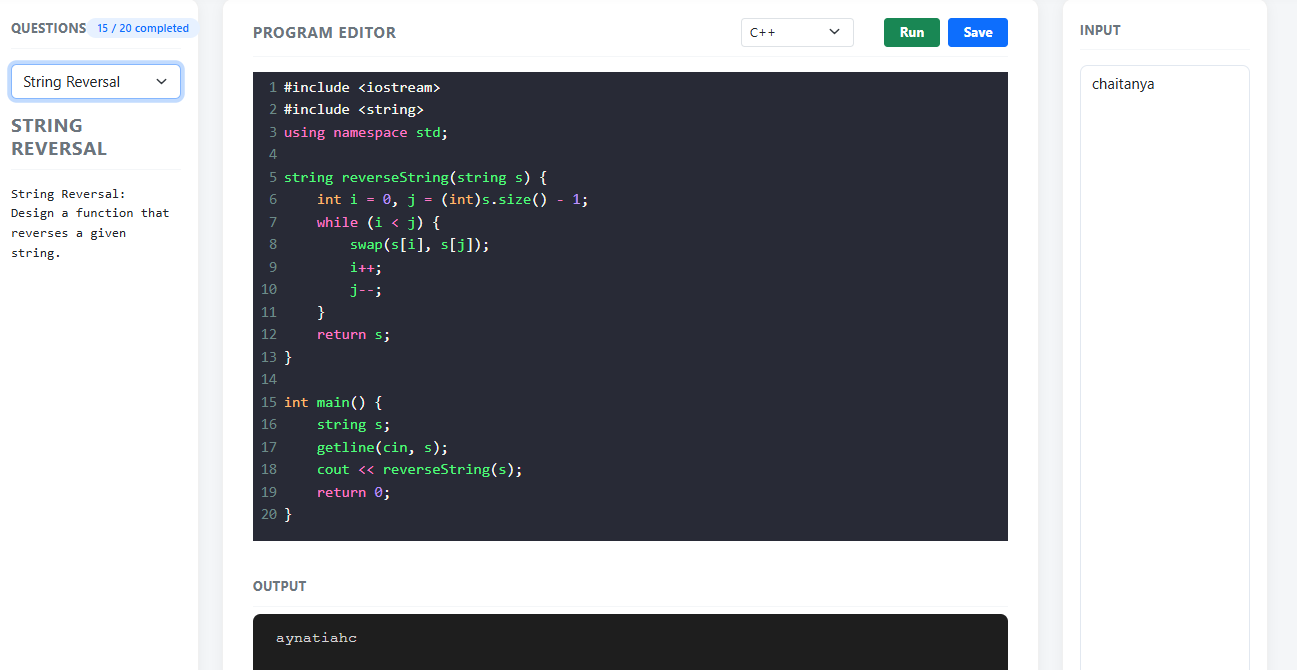 QUESTIONS 15 / 20 completed
String Reversal
STRING
REVERSAL
String Reversal:
Design a function that
reverses a given
string.
PROGRAM EDITOR
C++
Run
Save
1 #include <iostream>
2 #include <string>
3 using namespace std;
4
5 string reverseString(string s) {
6     int i = 0, j = (int)s.size() - 1;
7     while (i < j) {
8         swap(s[i], s[j]);
9         i++;
10         j--;
11     }
12     return s;
13 }
14
15 int main() {
16     string s;
17     getline(cin, s);
18     cout << reverseString(s);
19     return 0;
20 }
OUTPUT
aynatiahc
INPUT
chaitanya